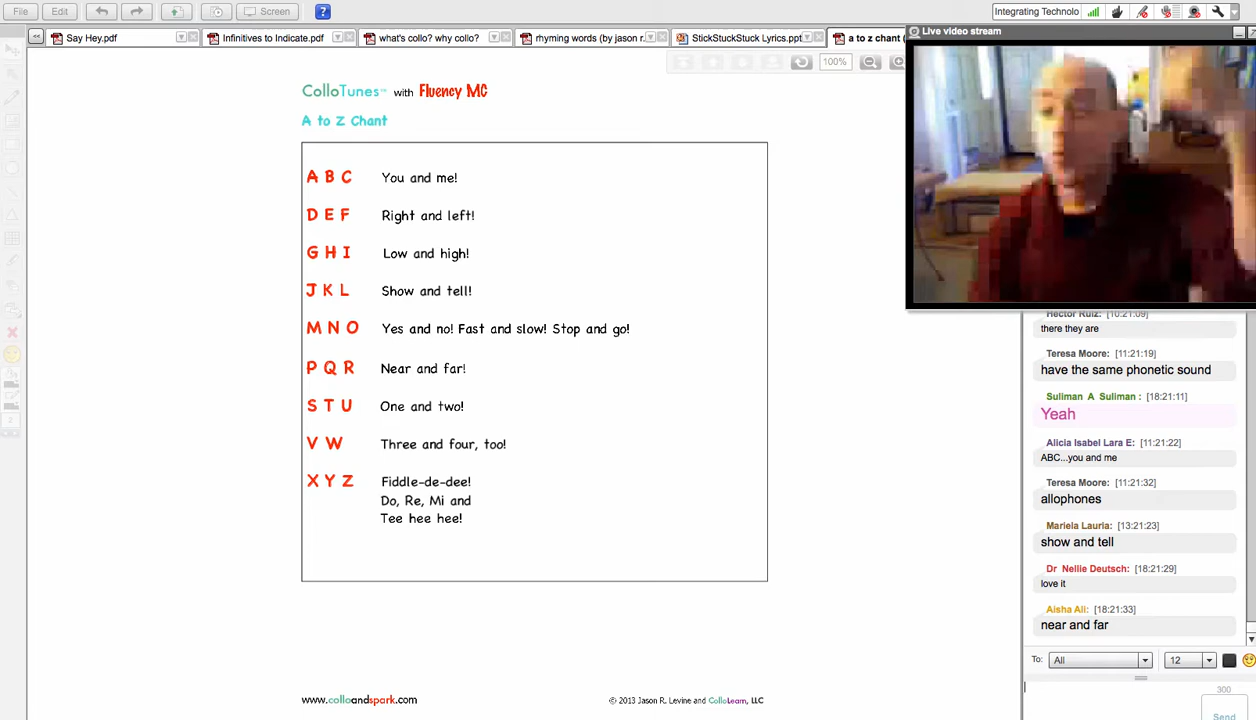 File Edit Screen ?
Integrating Technolo
Say Hey.pdf Infinitives to Indicate.pdf what's collo? why collo? rhyming words (by jason r. StickStuckStuck Lyrics.ppt a to z chant (
Live video stream
100%
ColloTunes™ with Fluency MC
A to Z Chant
A B C You and me!
D E F Right and left!
G H I Low and high!
J K L Show and tell!
M N O Yes and no! Fast and slow! Stop and go!
P Q R Near and far!
S T U One and two!
V W Three and four, too!
X Y Z Fiddle-de-dee!
Do, Re, Mi and
Tee hee hee!
www.colloandspark.com © 2013 Jason R. Levine and ColloLearn, LLC
Hector Ruiz: [10:21:09]
there they are
Teresa Moore: [11:21:19]
have the same phonetic sound
Suliman A Suliman : [18:21:11]
Yeah
Alicia Isabel Lara E: [11:21:22]
ABC...you and me
Teresa Moore: [11:21:32]
allophones
Mariela Lauria: [13:21:23]
show and tell
Dr Nellie Deutsch: [18:21:29]
love it
Aisha Ali: [18:21:33]
near and far
To: All 12
300
Send
2